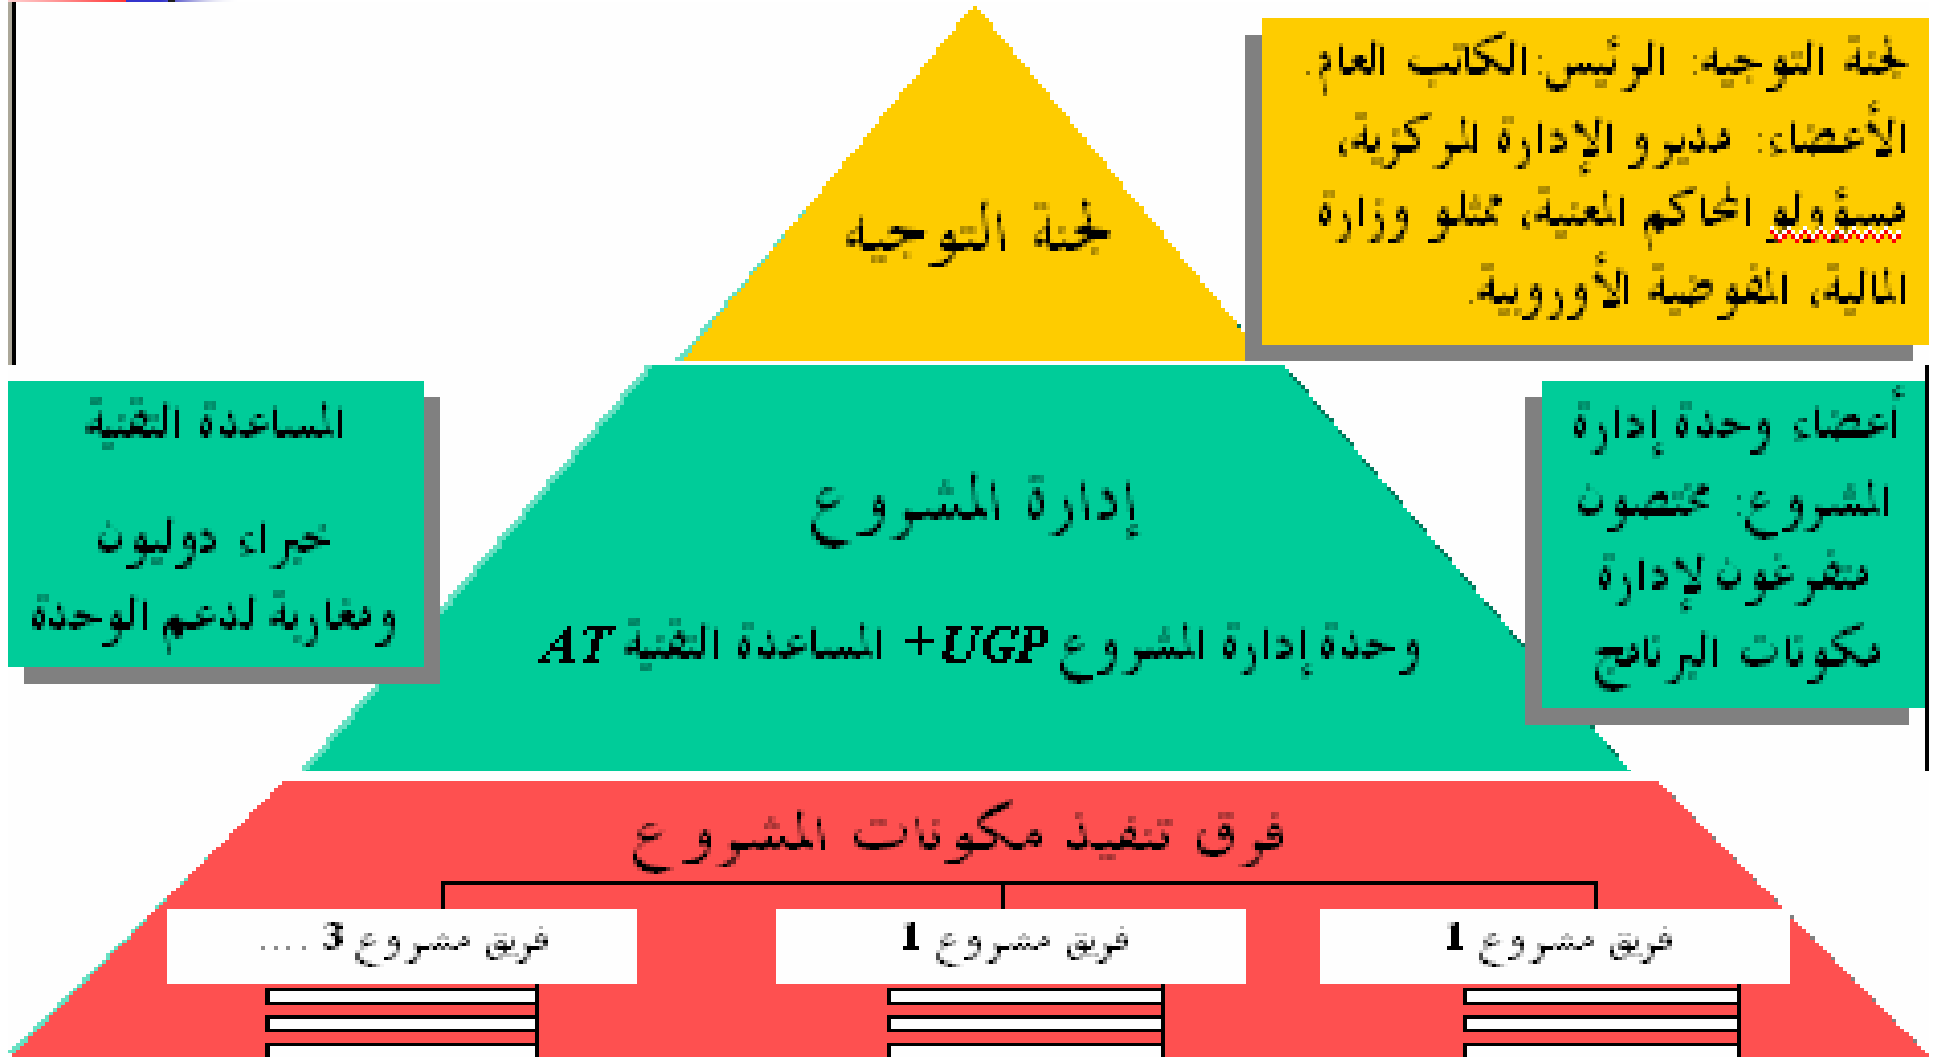 لجنة التوجيه: الرئيس: الكاتب العام.
الأعضاء: مديرو الإدارة المركزية،
مسؤولو المحاكم المعنية، ممثلو وزارة
المالية، المفوضية الأوروبية.
لجنة التوجيه
أعضاء وحدة إدارة
المشروع: مختصون
متفرغون لإدارة
مكونات البرنامج
إدارة المشروع
وحدة إدارة المشروع UGP+ المساعدة التقنية AT
المساعدة التقنية
خبراء دوليون
ومغاربة لدعم الوحدة
فرق تنفيذ مكونات المشروع
فريق مشروع 1
فريق مشروع 1
فريق مشروع 3 ....